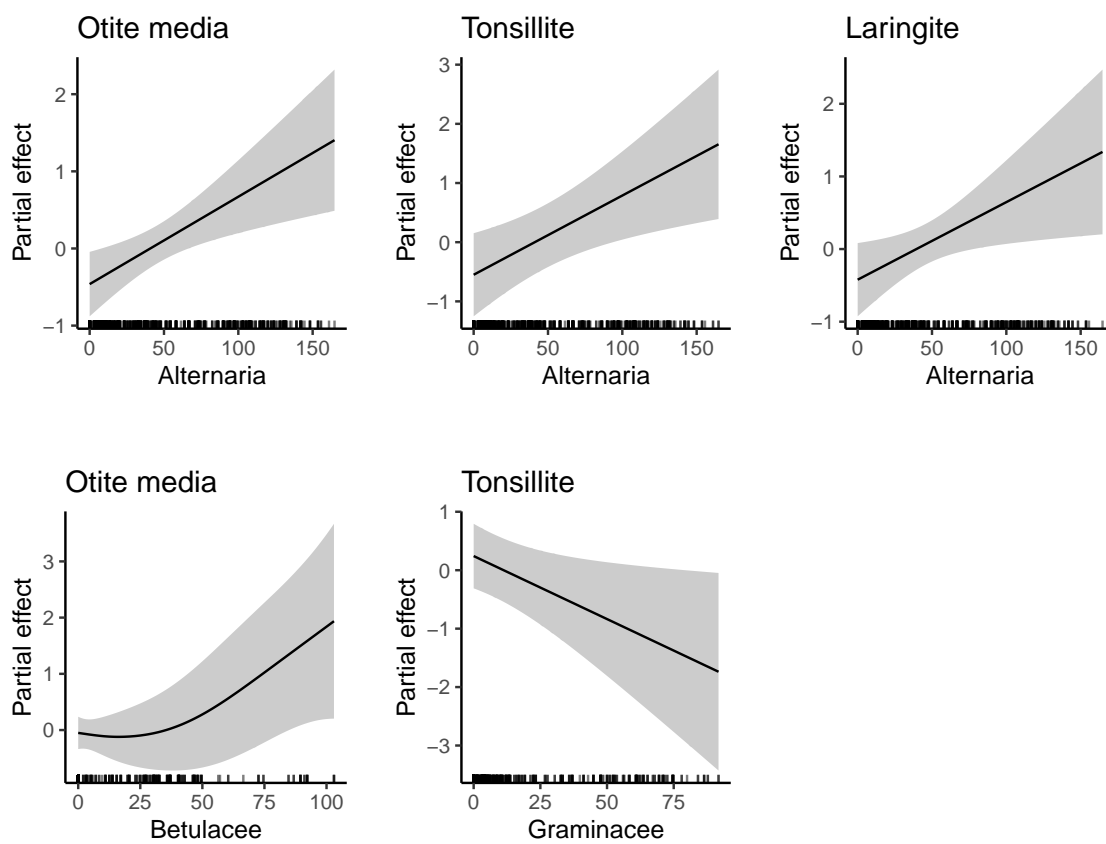 Otite media
Tonsillite
Laringite
Partial effect
2
1
0
−1
0
50
100
150
Alternaria
Partial effect
3
2
1
0
−1
0
50
100
150
Alternaria
Partial effect
2
1
0
−1
0
50
100
150
Alternaria
Otite media
Tonsillite
Partial effect
3
2
1
0
0
25
50
75
100
Betulacee
Partial effect
1
0
−1
−2
−3
0
25
50
75
Graminacee